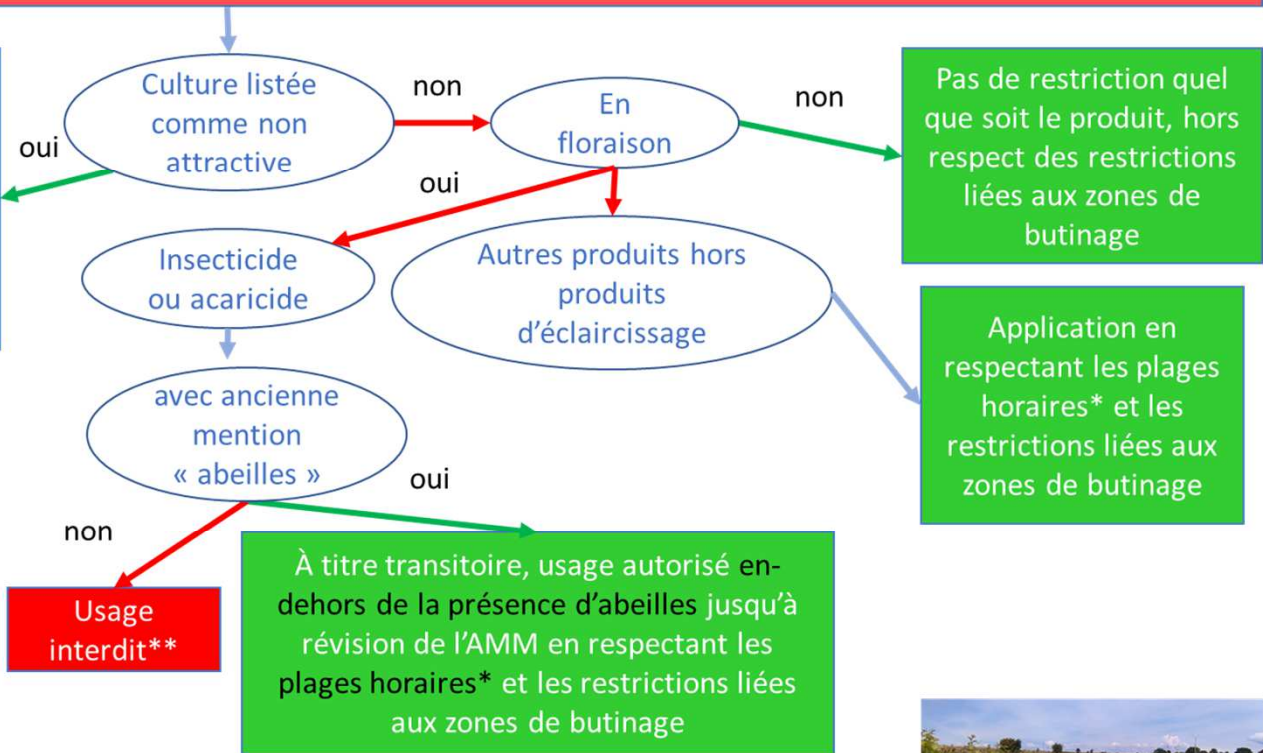 Culture listée
comme non
attractive
non
En
floraison
non
Pas de restriction quel
que soit le produit, hors
respect des restrictions
liées aux zones de
butinage
oui
oui
Insecticide
ou acaricide
Autres produits hors
produits
d'éclaircissage
Application en
respectant les plages
horaires* et les
restrictions liées aux
zones de butinage
avec ancienne
mention
« abeilles »
oui
non
Usage
interdit**
À titre transitoire, usage autorisé en-
dehors de la présence d'abeilles jusqu'à
révision de l'AMM en respectant les
plages horaires* et les restrictions liées
aux zones de butinage